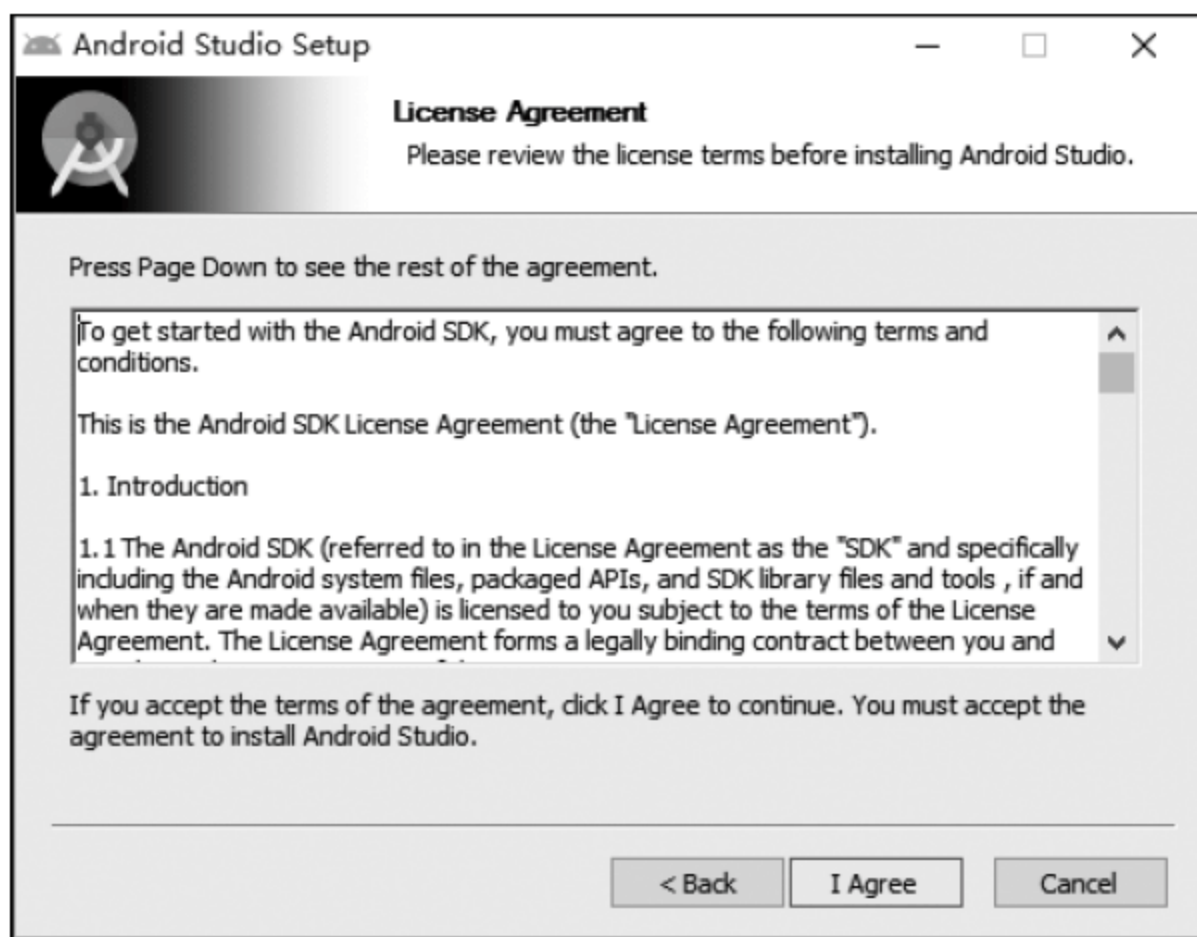 Android Studio Setup
License Agreement
Please review the license terms before installing Android Studio.
Press Page Down to see the rest of the agreement.
To get started with the Android SDK, you must agree to the following terms and
conditions.
This is the Android SDK License Agreement (the "License Agreement").
1. Introduction
1.1 The Android SDK (referred to in the License Agreement as the "SDK" and specifically
including the Android system files, packaged APIs, and SDK library files and tools , if and
when they are made available) is licensed to you subject to the terms of the License
Agreement. The License Agreement forms a legally binding contract between you and
If you accept the terms of the agreement, click I Agree to continue. You must accept the
agreement to install Android Studio.
< Back
I Agree
Cancel